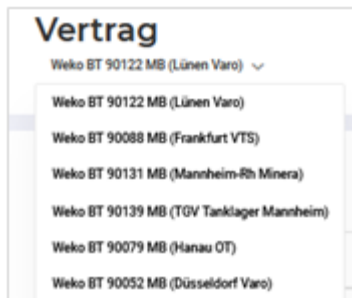 Vertrag
Weko BT 90122 MB (Lünen Varo)
Weko BT 90122 MB (Lünen Varo)
Weko BT 90088 MB (Frankfurt VTS)
Weko BT 90131 MB (Mannheim-Rh Minera)
Weko BT 90139 MB (TGV Tanklager Mannheim)
Weko BT 90079 MB (Hanau OT)
Weko BT 90052 MB (Düsseldorf Varo)